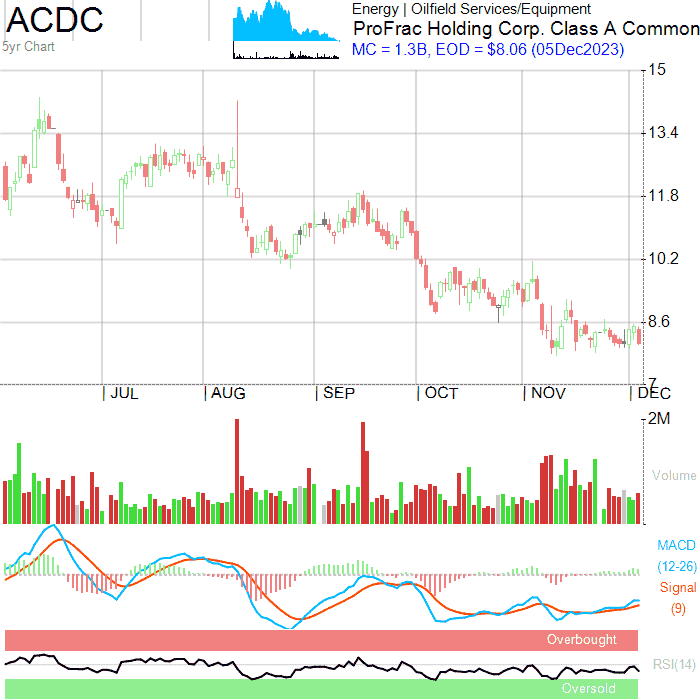 ACDC
5yr Chart
Energy | Oilfield Services/Equipment
ProFrac Holding Corp. Class A Common
MC = 1.3B, EOD = $8.06 (05Dec2023)
15
13.4
11.8
10.2
8.6
7
| JUL | AUG | SEP | OCT | NOV | DEC
2M
Volume
MACD
(12-26)
Signal
(9)
Overbought
RSI(14)
Oversold